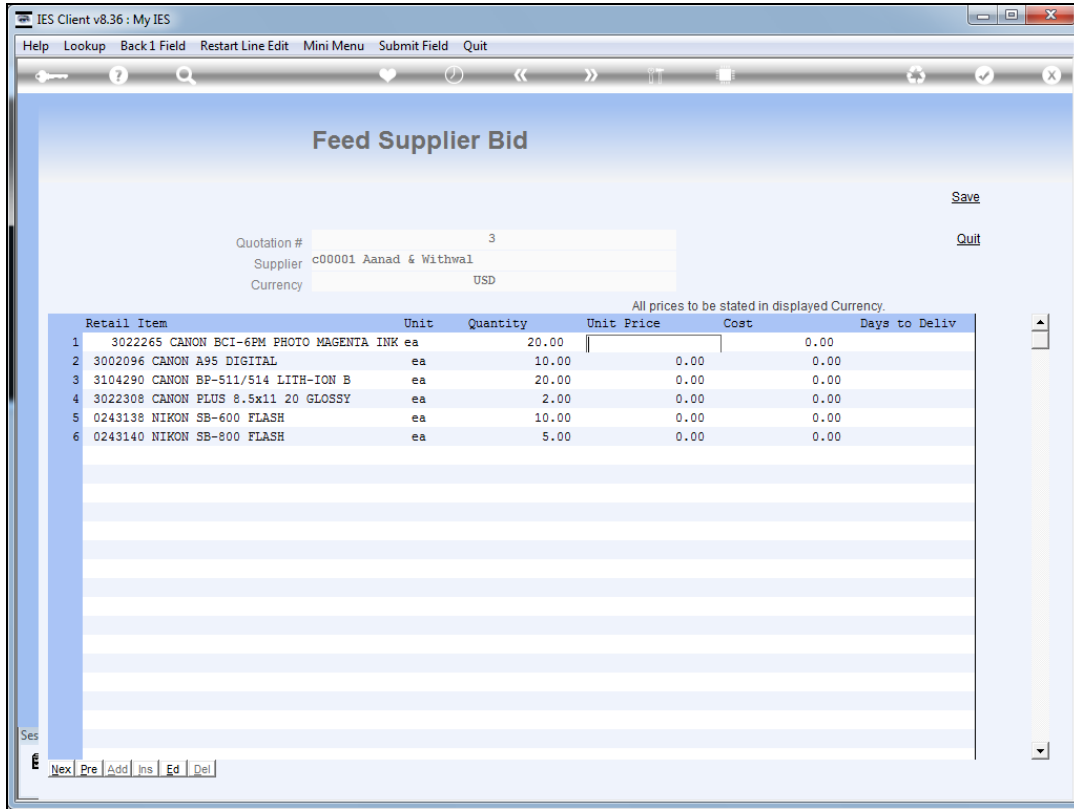 IES Client v8.36 : My IES
Help Lookup Back 1 Field Restart Line Edit Mini Menu Submit Field Quit
Feed Supplier Bid
Save
Quotation # 3 Quit
Supplier c00001 Aanad & Withwal
Currency USD
All prices to be stated in displayed Currency.
Retail Item Unit Quantity Unit Price Cost Days to Deliv
1 3022265 CANON BCI-6PM PHOTO MAGENTA INK ea 20.00 0.00
2 3002096 CANON A95 DIGITAL ea 10.00 0.00 0.00
3 3104290 CANON BP-511/514 LITH-ION B ea 20.00 0.00 0.00
4 3022308 CANON PLUS 8.5x11 20 GLOSSY ea 2.00 0.00 0.00
5 0243138 NIKON SB-600 FLASH ea 10.00 0.00 0.00
6 0243140 NIKON SB-800 FLASH ea 5.00 0.00 0.00
Ses
Nex Pre Add Ins Ed Del